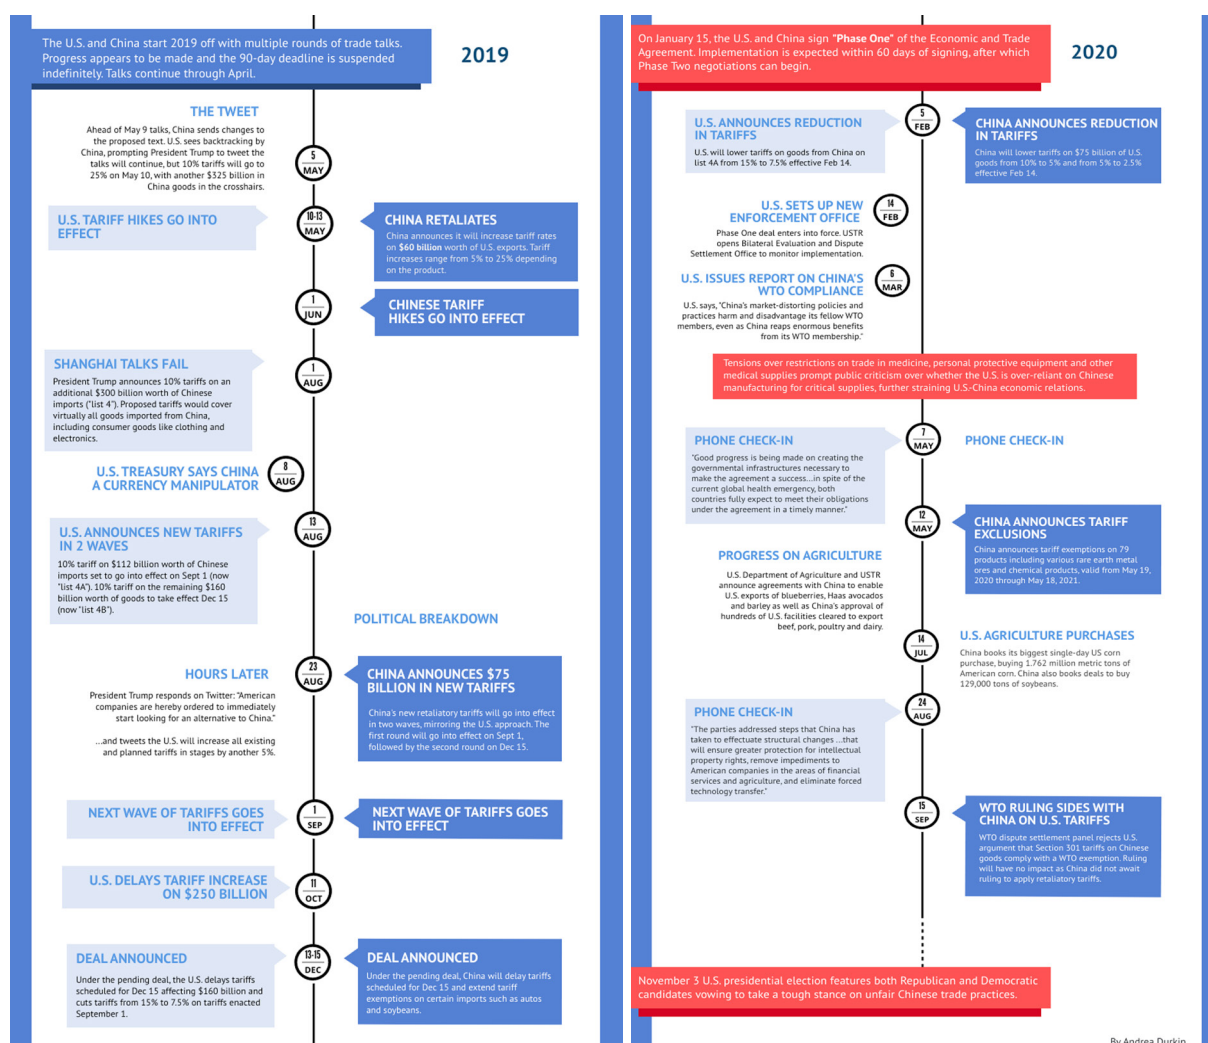 The U.S. and China start 2019 off with multiple rounds of trade talks.
Progress appears to be made and the 90-day deadline is suspended
indefinitely. Talks continue through April.
2019
THE TWEET
Ahead of May 9 talks, China sends changes to
the proposed text. U.S. sees backtracking by
China, prompting President Trump to tweet the
talks will continue, but 10% tariffs will go to
25% on May 10, with another $325 billion in
China goods in the crosshairs.
5
MAY
U.S. TARIFF HIKES GO INTO
EFFECT
10-13
MAY
CHINA RETALIATES
China announces it will increase tariff rates
on $60 billion worth of U.S. exports. Tariff
increases range from 5% to 25% depending
on the product.
1
JUN
CHINESE TARIFF
HIKES GO INTO EFFECT
SHANGHAI TALKS FAIL
President Trump announces 10% tariffs on an
additional $300 billion worth of Chinese
imports ("list 4"). Proposed tariffs would cover
virtually all goods imported from China,
including consumer goods like clothing and
electronics.
1
AUG
U.S. TREASURY SAYS CHINA
A CURRENCY MANIPULATOR
8
AUG
U.S. ANNOUNCES NEW TARIFFS
IN 2 WAVES
10% tariff on $112 billion worth of Chinese
imports set to go into effect on Sept 1 (now
"list 4A"). 10% tariff on the remaining $160
billion worth of goods to take effect Dec 15
(now "list 4B").
13
AUG
POLITICAL BREAKDOWN
HOURS LATER
President Trump responds on Twitter: "American
companies are hereby ordered to immediately
start looking for an alternative to China."
...and tweets the U.S. will increase all existing
and planned tariffs in stages by another 5%.
23
AUG
CHINA ANNOUNCES $75
BILLION IN NEW TARIFFS
China's new retaliatory tariffs will go into effect
in two waves, mirroring the U.S. approach. The
first round will go into effect on Sept 1,
followed by the second round on Dec 15.
NEXT WAVE OF TARIFFS GOES
INTO EFFECT
1
SEP
NEXT WAVE OF TARIFFS GOES
INTO EFFECT
U.S. DELAYS TARIFF INCREASE
ON $250 BILLION
11
OCT
DEAL ANNOUNCED
Under the pending deal, the U.S. delays tariffs
scheduled for Dec 15 affecting $160 billion and
cuts tariffs from 15% to 7.5% on tariffs enacted
September 1.
13-15
DEC
DEAL ANNOUNCED
Under the pending deal, China will delay tariffs
scheduled for Dec 15 and extend tariff
exemptions on certain imports such as autos
and soybeans.
On January 15, the U.S. and China sign "Phase One" of the Economic and Trade
Agreement. Implementation is expected within 60 days of signing, after which
Phase Two negotiations can begin.
2020
U.S. ANNOUNCES REDUCTION
IN TARIFFS
U.S. will lower tariffs on goods from China on
list 4A from 15% to 7.5% effective Feb 14.
5
FEB
CHINA ANNOUNCES REDUCTION
IN TARIFFS
China will lower tariffs on $75 billion of U.S.
goods from 10% to 5% and from 5% to 2.5%
effective Feb 14.
U.S. SETS UP NEW
ENFORCEMENT OFFICE
Phase One deal enters into force. USTR
opens Bilateral Evaluation and Dispute
Settlement Office to monitor implementation.
14
FEB
U.S. ISSUES REPORT ON CHINA'S
WTO COMPLIANCE
U.S. says, "China's market-distorting policies and
practices harm and disadvantage its fellow WTO
members, even as China reaps enormous benefits
from its WTO membership."
6
MAR
Tensions over restrictions on trade in medicine, personal protective equipment and other
medical supplies prompt public criticism over whether the U.S. is over-reliant on Chinese
manufacturing for critical supplies, further straining U.S.-China economic relations.
PHONE CHECK-IN
"Good progress is being made on creating the
governmental infrastructures necessary to
make the agreement a success...in spite of the
current global health emergency, both
countries fully expect to meet their obligations
under the agreement in a timely manner."
7
MAY
PHONE CHECK-IN
12
MAY
CHINA ANNOUNCES TARIFF
EXCLUSIONS
China announces tariff exemptions on 79
products including various rare earth metal
ores and chemical products, valid from May 19,
2020 through May 18, 2021.
PROGRESS ON AGRICULTURE
U.S. Department of Agriculture and USTR
announce agreements with China to enable
U.S. exports of blueberries, Haas avocados
and barley as well as China's approval of
hundreds of U.S. facilities cleared to export
beef, pork, poultry and dairy.
14
JUL
U.S. AGRICULTURE PURCHASES
China books its biggest single-day US corn
purchase, buying 1.762 million metric tons of
American corn. China also books deals to buy
129,000 tons of soybeans.
PHONE CHECK-IN
"The parties addressed steps that China has
taken to effectuate structural changes ...that
will ensure greater protection for intellectual
property rights, remove impediments to
American companies in the areas of financial
services and agriculture, and eliminate forced
technology transfer."
24
AUG
15
SEP
WTO RULING SIDES WITH
CHINA ON U.S. TARIFFS
WTO dispute settlement panel rejects U.S.
argument that Section 301 tariffs on Chinese
goods comply with a WTO exemption. Ruling
will have no impact as China did not await
ruling to apply retaliatory tariffs.
November 3 U.S. presidential election features both Republican and Democratic
candidates vowing to take a tough stance on unfair Chinese trade practices.
By Andrea Durkin